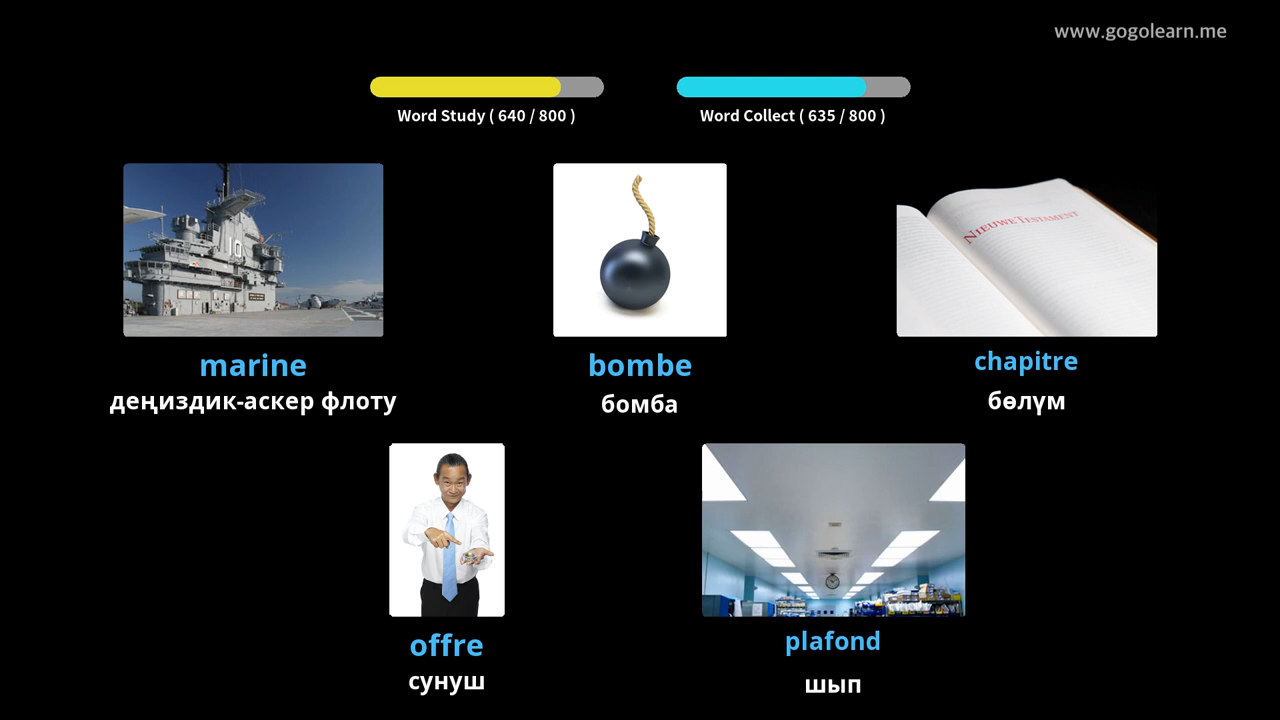 www.gogolearn.me
Word Study ( 640 / 800 )
Word Collect ( 635 / 800 )
10
NIEUWE TESTAMENT
marine
деңиздик-аскер флоту
bombe
бомба
chapitre
бөлүм
offre
сунуш
plafond
шып